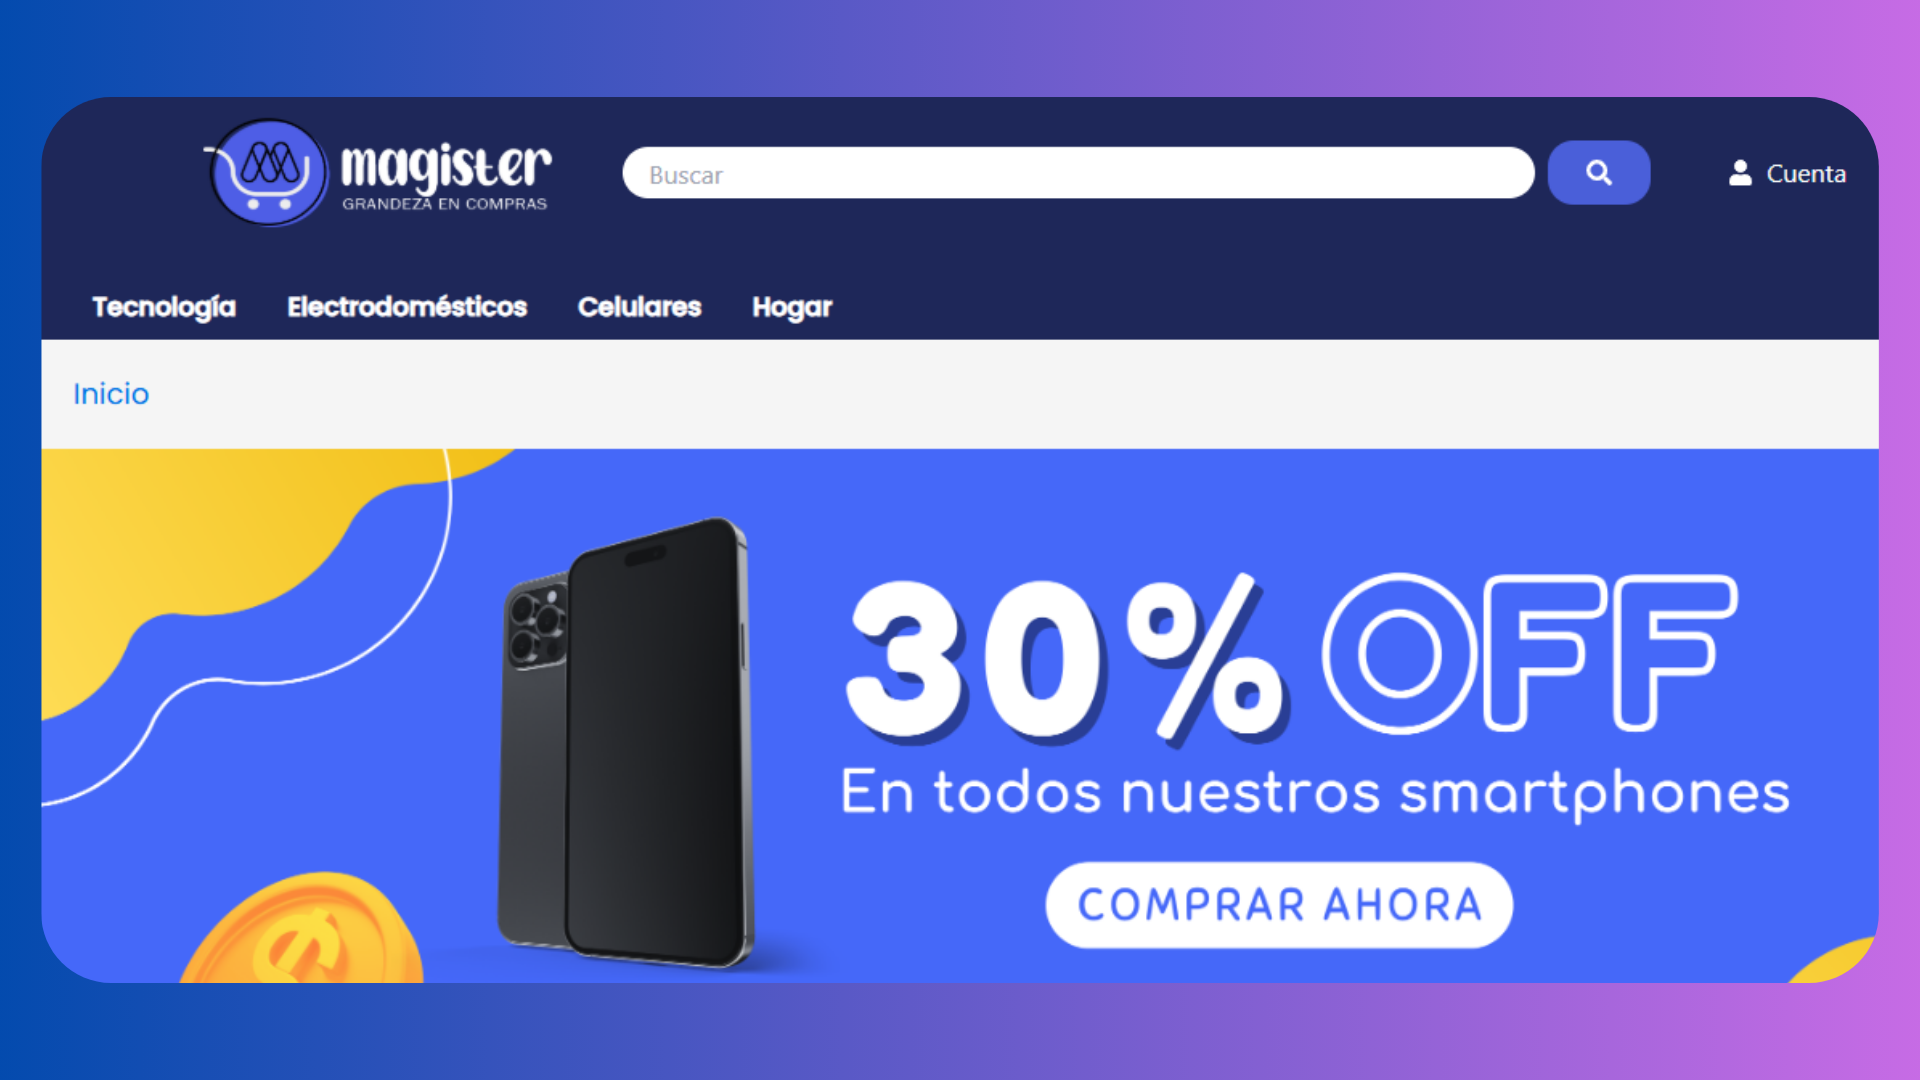 magister
GRANDEZA EN COMPRAS
Buscar
Cuenta
Tecnología Electrodomésticos Celulares Hogar
Inicio
30% OFF
En todos nuestros smartphones
COMPRAR AHORA